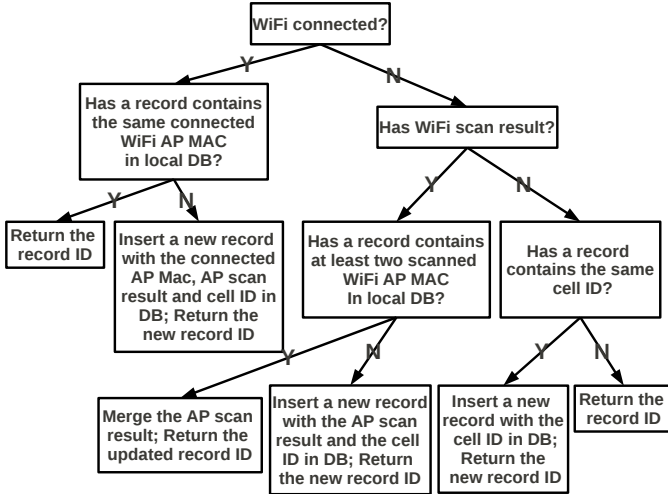 WiFi connected?
Y
N
Has a record contains
the same connected
WiFi AP MAC
in local DB?
Has WiFi scan result?
Y
N
Y
N
Return the
record ID
Insert a new record
with the connected
AP Mac, AP scan
result and cell ID in
DB; Return the
new record ID
Has a record contains
at least two scanned
WiFi AP MAC
In local DB?
Has a record
contains the same
cell ID?
Y
N
Y
N
Merge the AP scan
result; Return the
updated record ID
Insert a new record
with the AP scan
result and the cell
ID in DB; Return
the new record ID
Insert a new
record with the
cell ID in DB;
Return the
new record ID
Return the
record ID